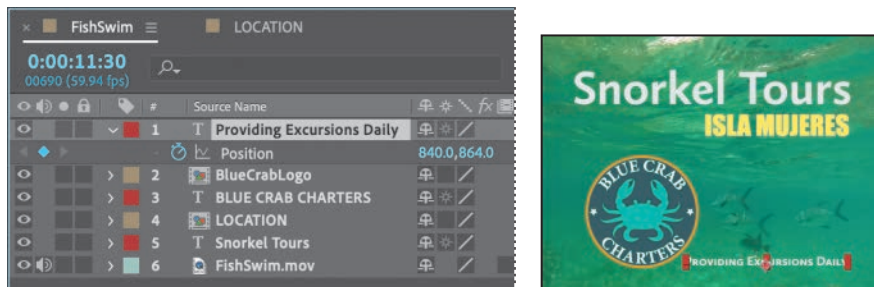 × FishSwim ≡ LOCATION
0:00:11:30
00690 (59.94 fps)
# Source Name fx
1 T Providing Excursions Daily
Position 840.0,864.0
2 BlueCrabLogo
3 T BLUE CRAB CHARTERS
4 LOCATION
5 T Snorkel Tours
6 FishSwim.mov
Snorkel Tours
ISLA MUJERES
BLUE CRAB
CHARTERS
PROVIDING EXCURSIONS DAILY